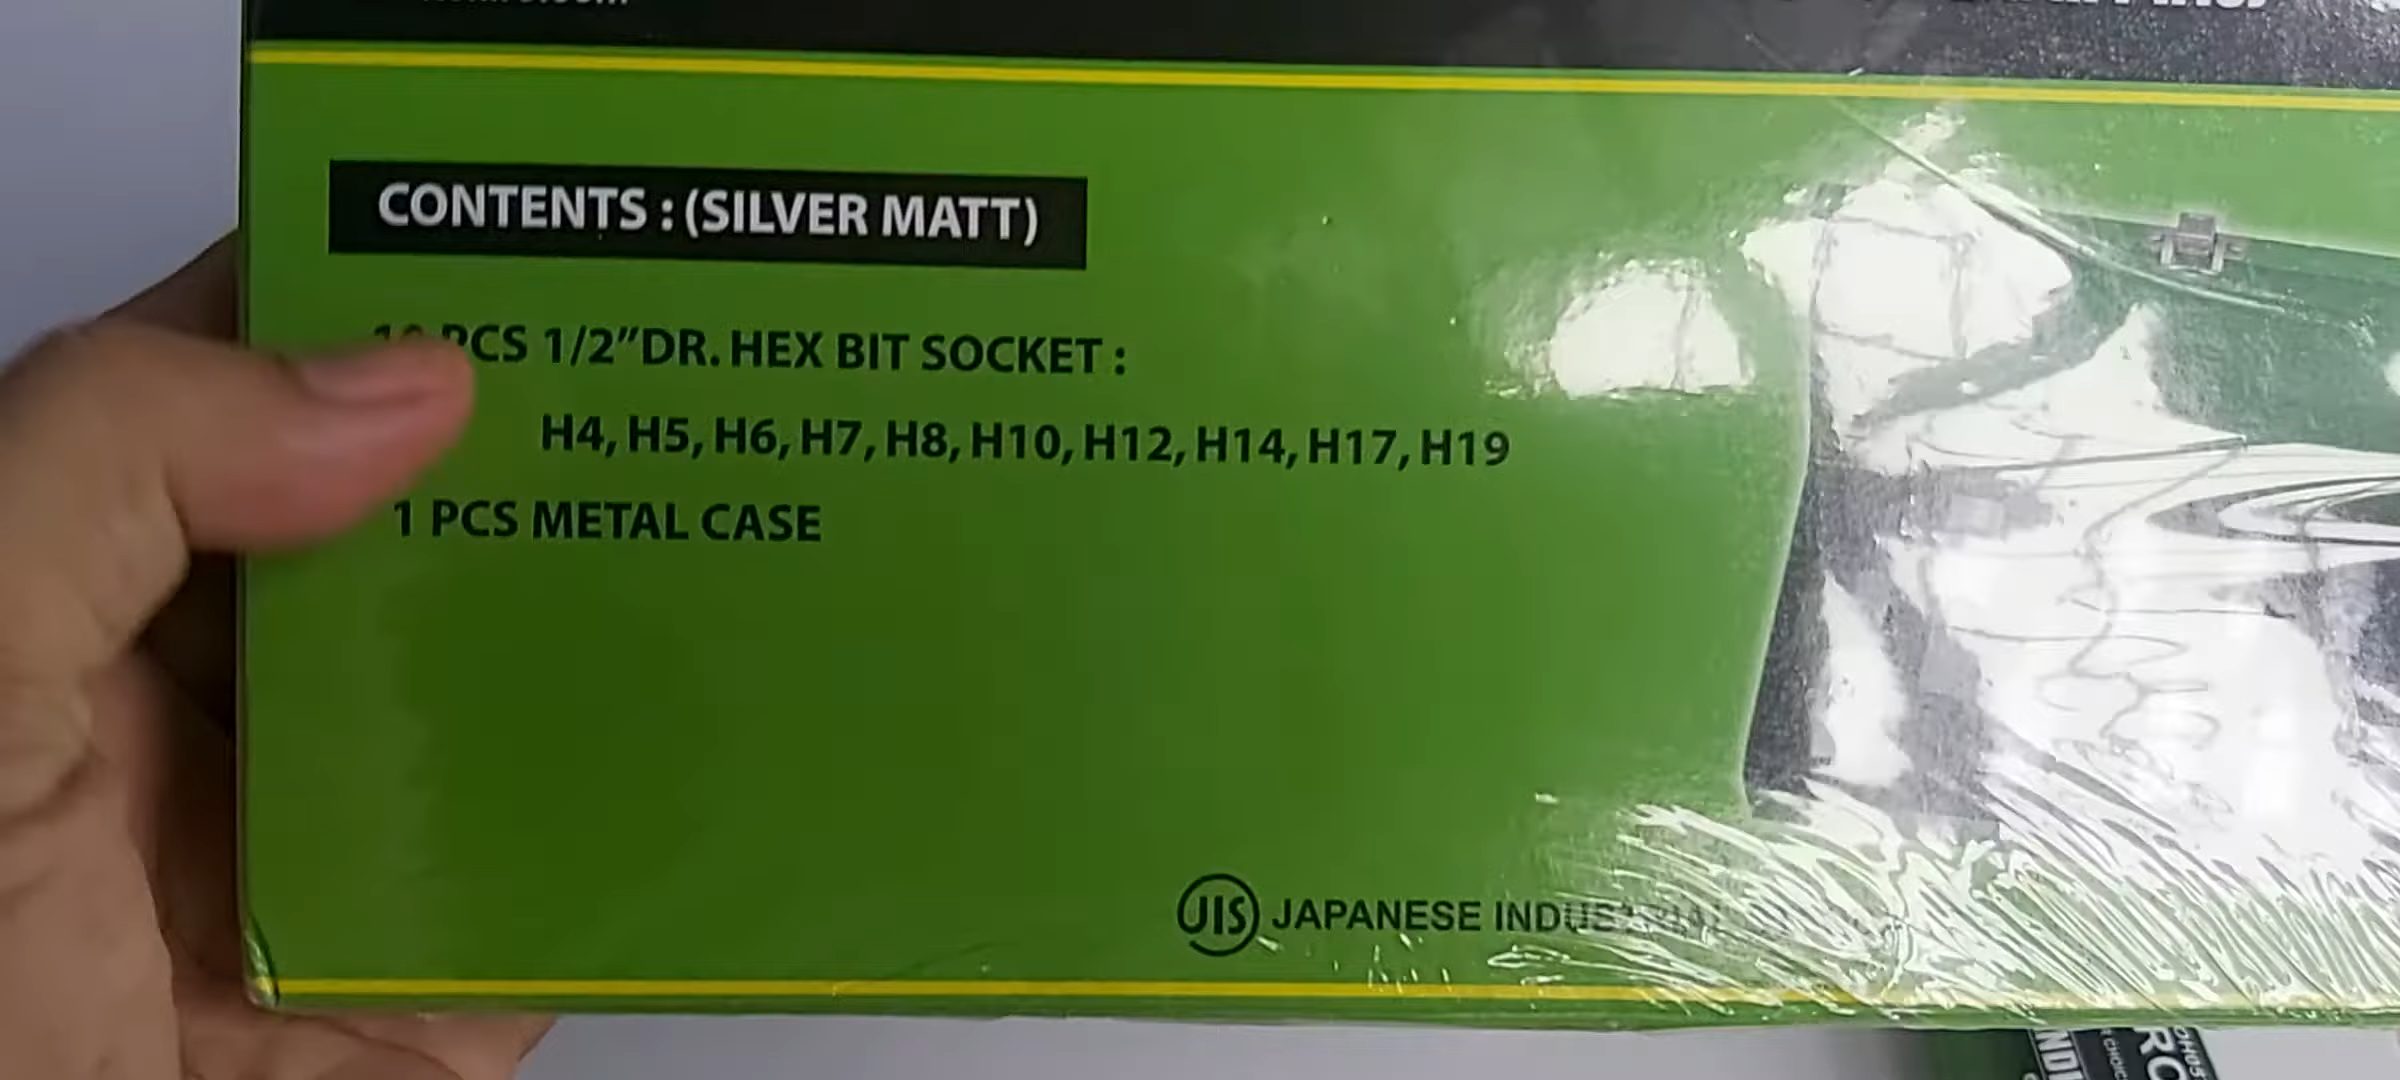 CONTENTS : (SILVER MATT)
10 PCS 1/2"DR. HEX BIT SOCKET :
H4, H5, H6, H7, H8, H10, H12, H14, H17, H19
1 PCS METAL CASE
JIS JAPANESE INDUSTRIAL